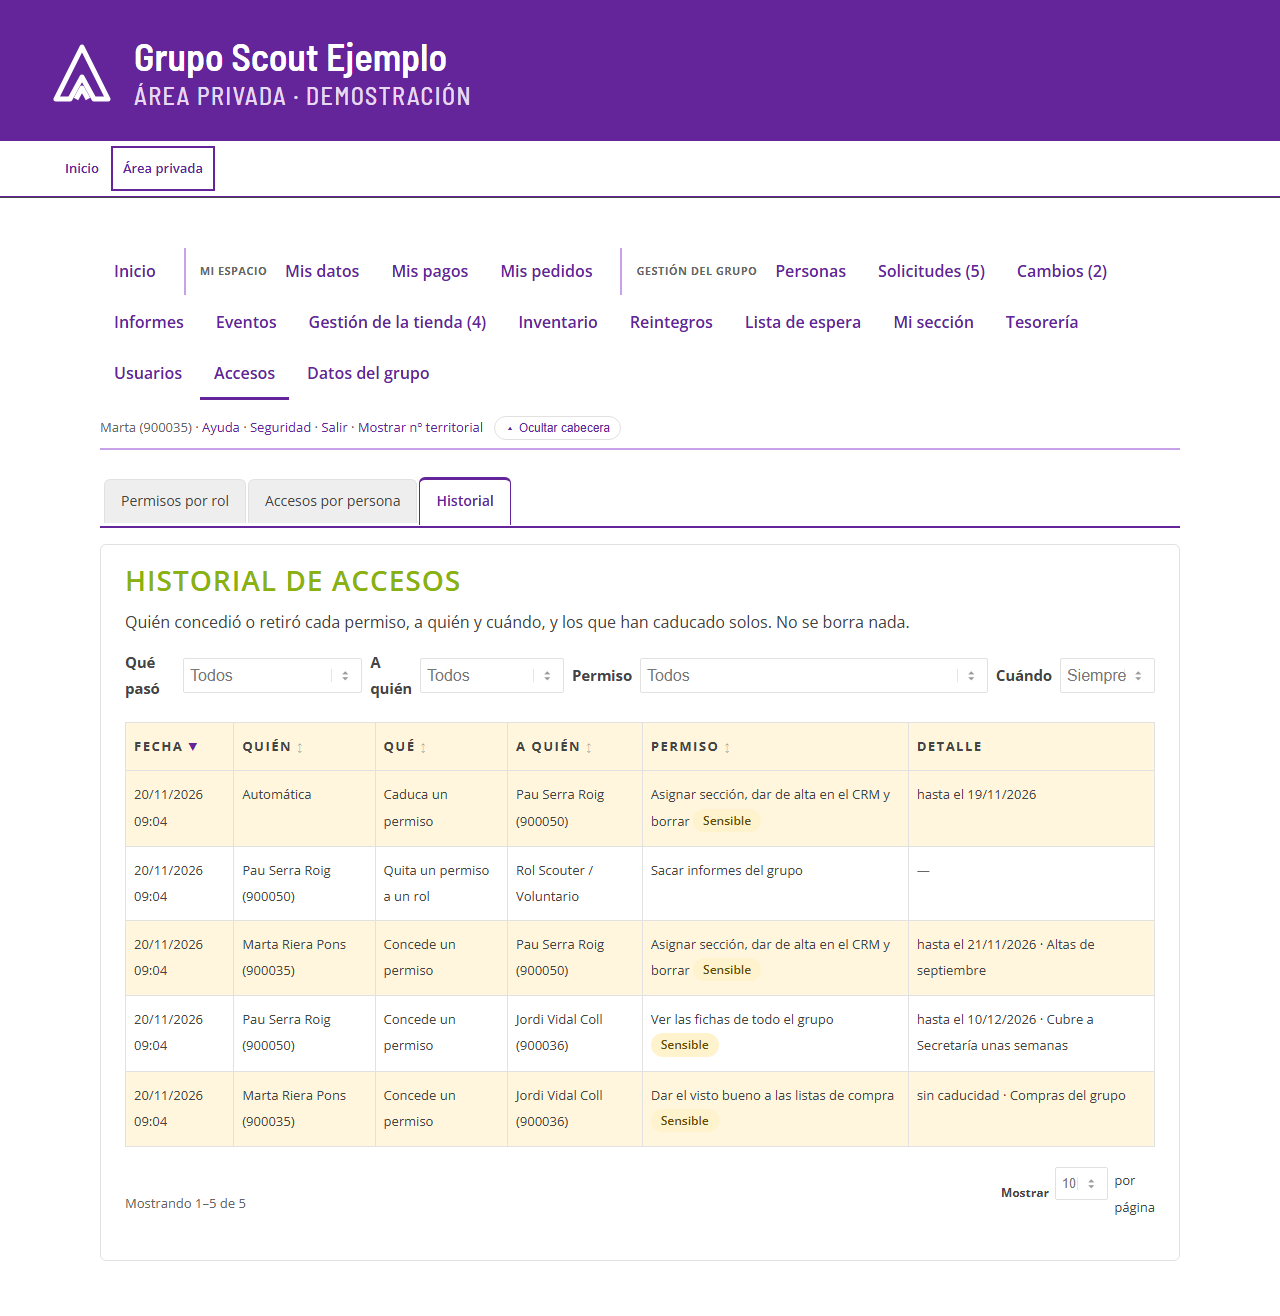 Grupo Scout Ejemplo
ÁREA PRIVADA · DEMOSTRACIÓN
Inicio Área privada
Inicio MI ESPACIO Mis datos Mis pagos Mis pedidos GESTIÓN DEL GRUPO Personas Solicitudes (5) Cambios (2)
Informes Eventos Gestión de la tienda (4) Inventario Reintegros Lista de espera Mi sección Tesorería
Usuarios Accesos Datos del grupo
Marta (900035) · Ayuda · Seguridad · Salir · Mostrar nº territorial ▲ Ocultar cabecera
Permisos por rol Accesos por persona Historial
HISTORIAL DE ACCESOS
Quién concedió o retiró cada permiso, a quién y cuándo, y los que han caducado solos. No se borra nada.
Qué pasó Todos A quién Todos Permiso Todos Cuándo Siempre
FECHA ▼ QUIÉN ↕ QUÉ ↕ A QUIÉN ↕ PERMISO ↕ DETALLE
20/11/2026 Automática Caduca un Pau Serra Roig Asignar sección, dar de alta en el CRM y hasta el 19/11/2026
09:04 permiso (900050) borrar Sensible
20/11/2026 Pau Serra Roig Quita un permiso Rol Scouter / Sacar informes del grupo —
09:04 (900050) a un rol Voluntario
20/11/2026 Marta Riera Pons Concede un Pau Serra Roig Asignar sección, dar de alta en el CRM y hasta el 21/11/2026 · Altas de
09:04 (900035) permiso (900050) borrar Sensible septiembre
20/11/2026 Pau Serra Roig Concede un Jordi Vidal Coll Ver las fichas de todo el grupo hasta el 10/12/2026 · Cubre a
09:04 (900050) permiso (900036) Sensible Secretaría unas semanas
20/11/2026 Marta Riera Pons Concede un Jordi Vidal Coll Dar el visto bueno a las listas de compra sin caducidad · Compras del grupo
09:04 (900035) permiso (900036) Sensible
Mostrando 1–5 de 5 Mostrar 10 por página